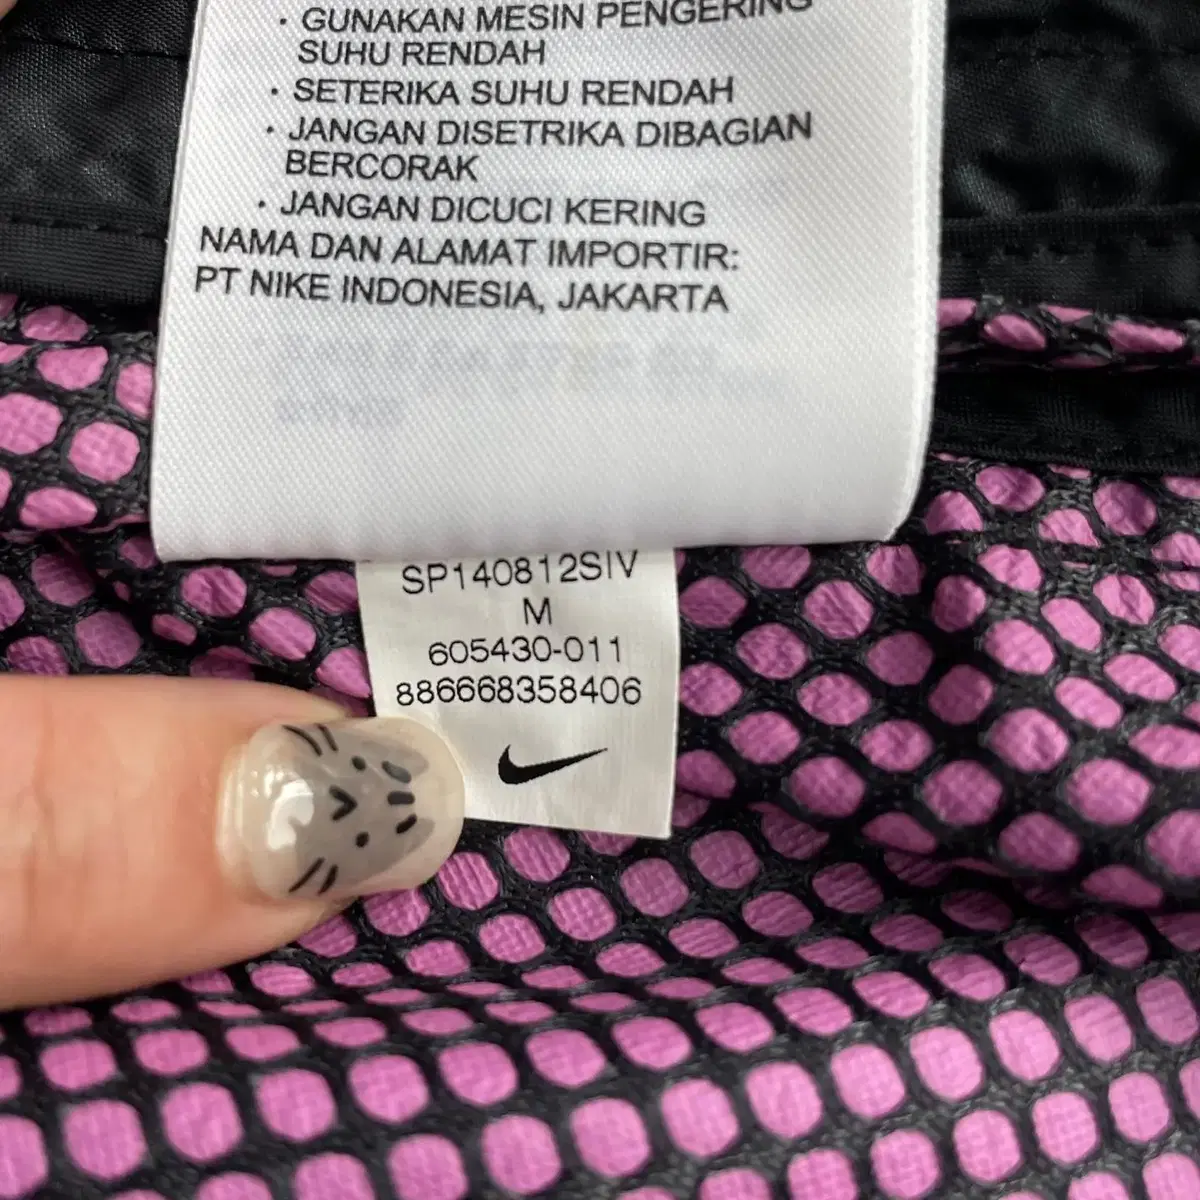 · GUNAKAN MESIN PENGERING
SUHU RENDAH
· SETERIKA SUHU RENDAH
· JANGAN DISETRIKA DIBAGIAN
BERCORAK
· JANGAN DICUCI KERING
NAMA DAN ALAMAT IMPORTIR:
PT NIKE INDONESIA, JAKARTA
SP140812SIV
M
605430-011
886668358406